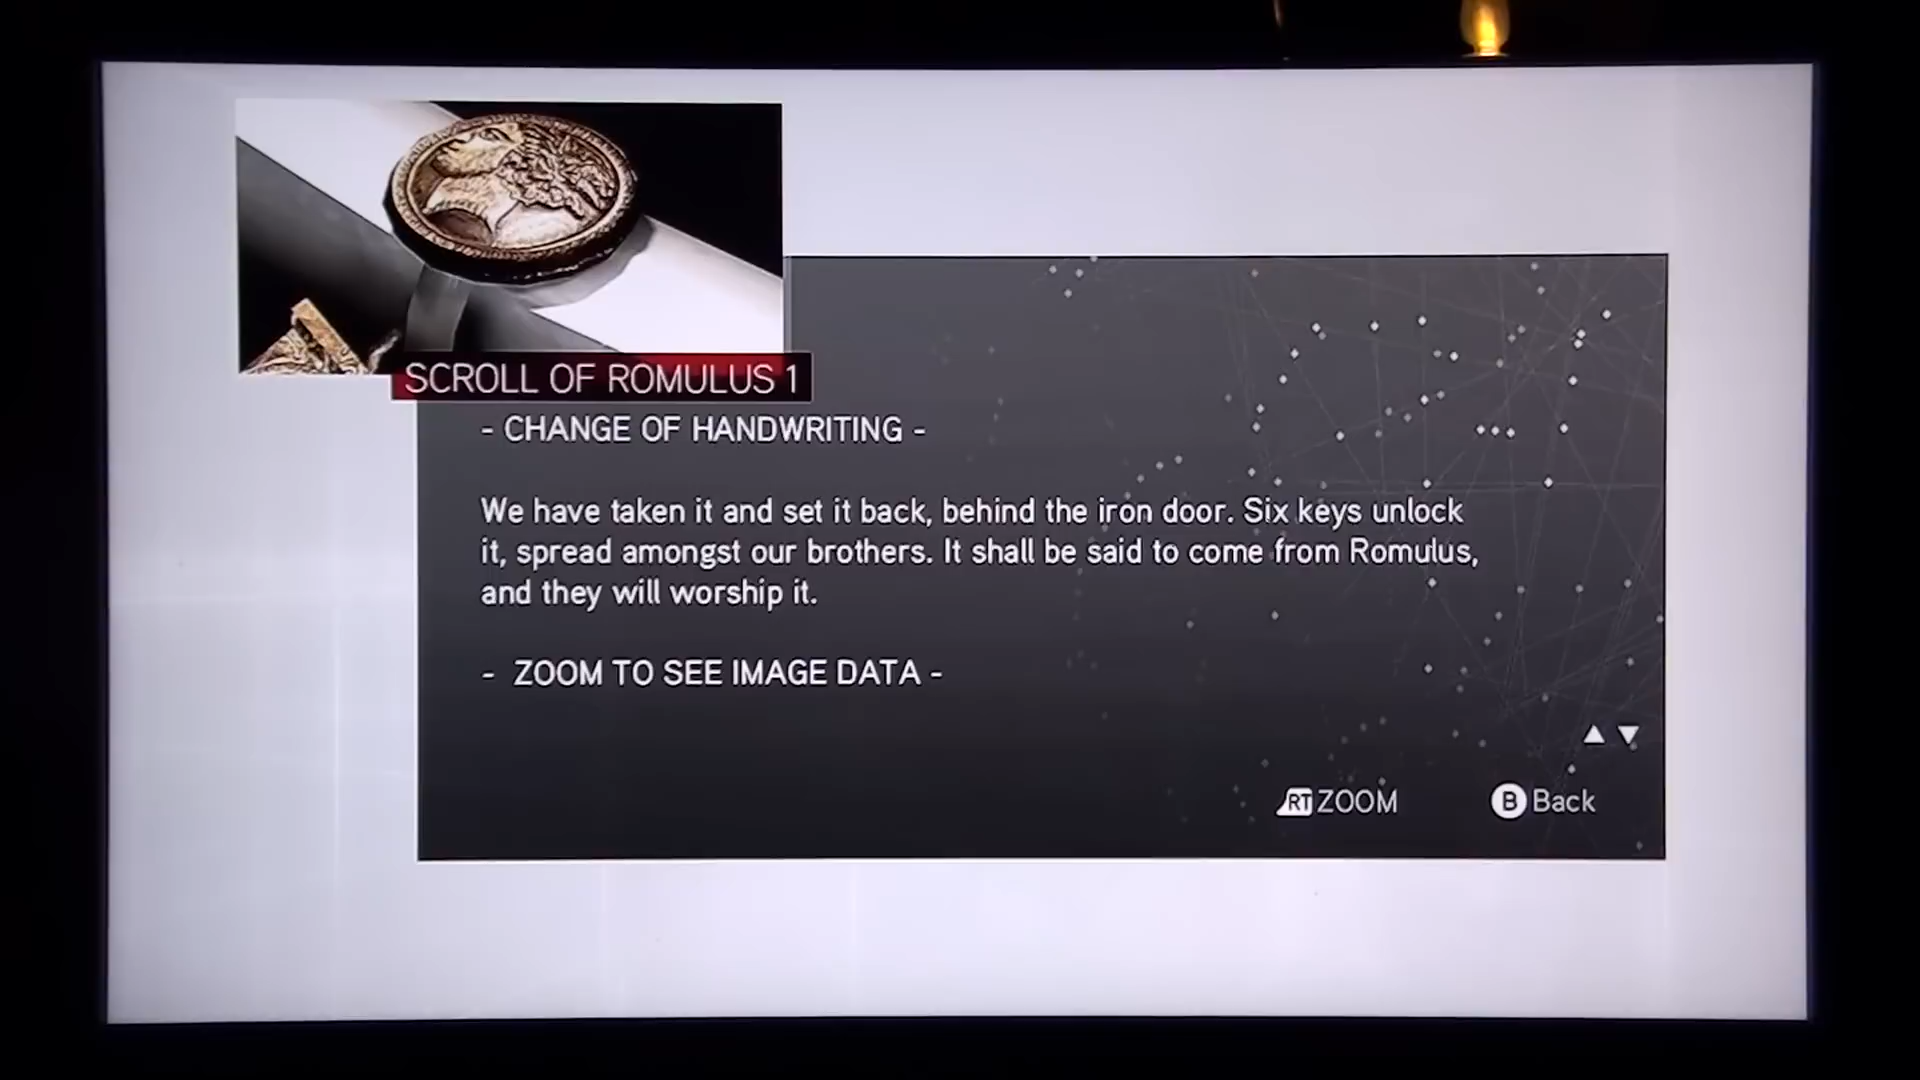 SCROLL OF ROMULUS 1
- CHANGE OF HANDWRITING -
We have taken it and set it back, behind the iron door. Six keys unlock
it, spread amongst our brothers. It shall be said to come from Romulus,
and they will worship it.
- ZOOM TO SEE IMAGE DATA -
RT ZOOM B Back